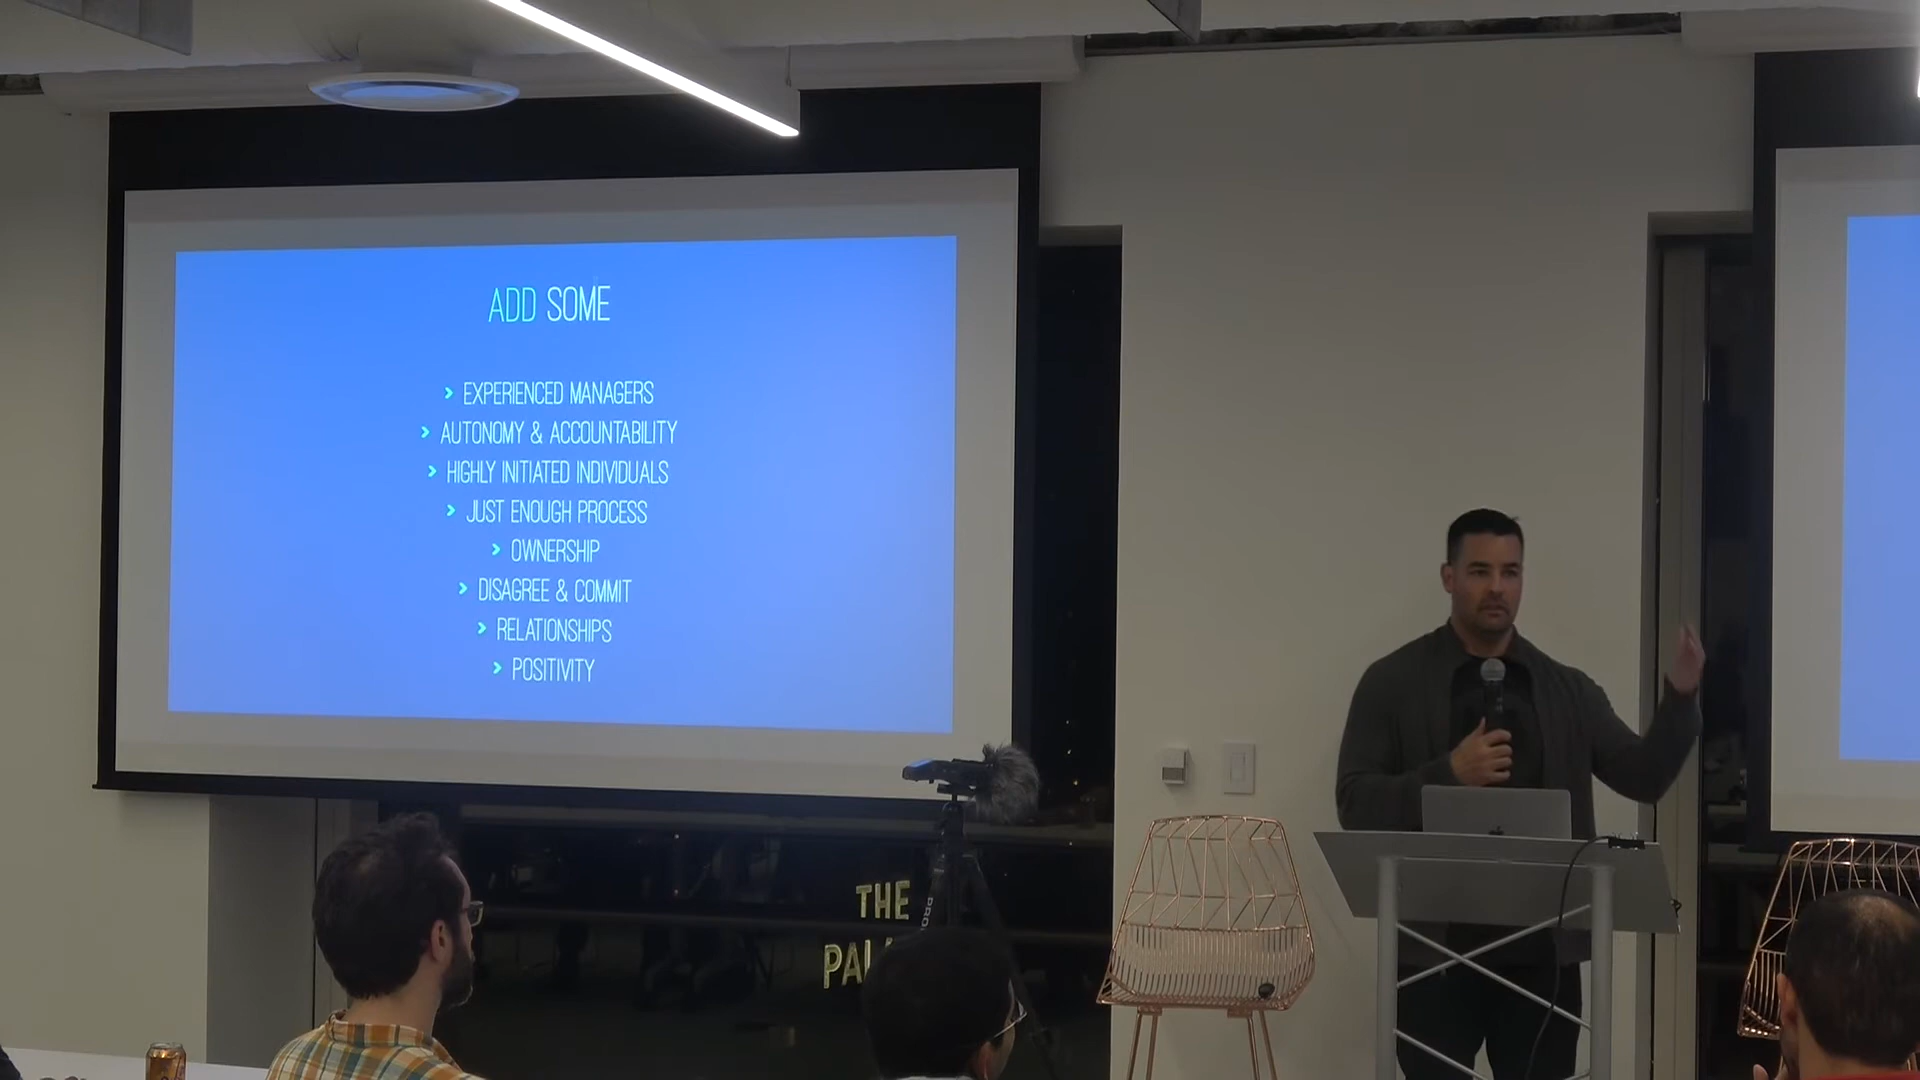 ADD SOME
> EXPERIENCED MANAGERS
> AUTONOMY & ACCOUNTABILITY
> HIGHLY INITIATED INDIVIDUALS
> JUST ENOUGH PROCESS
> OWNERSHIP
> DISAGREE & COMMIT
> RELATIONSHIPS
> POSITIVITY
THE